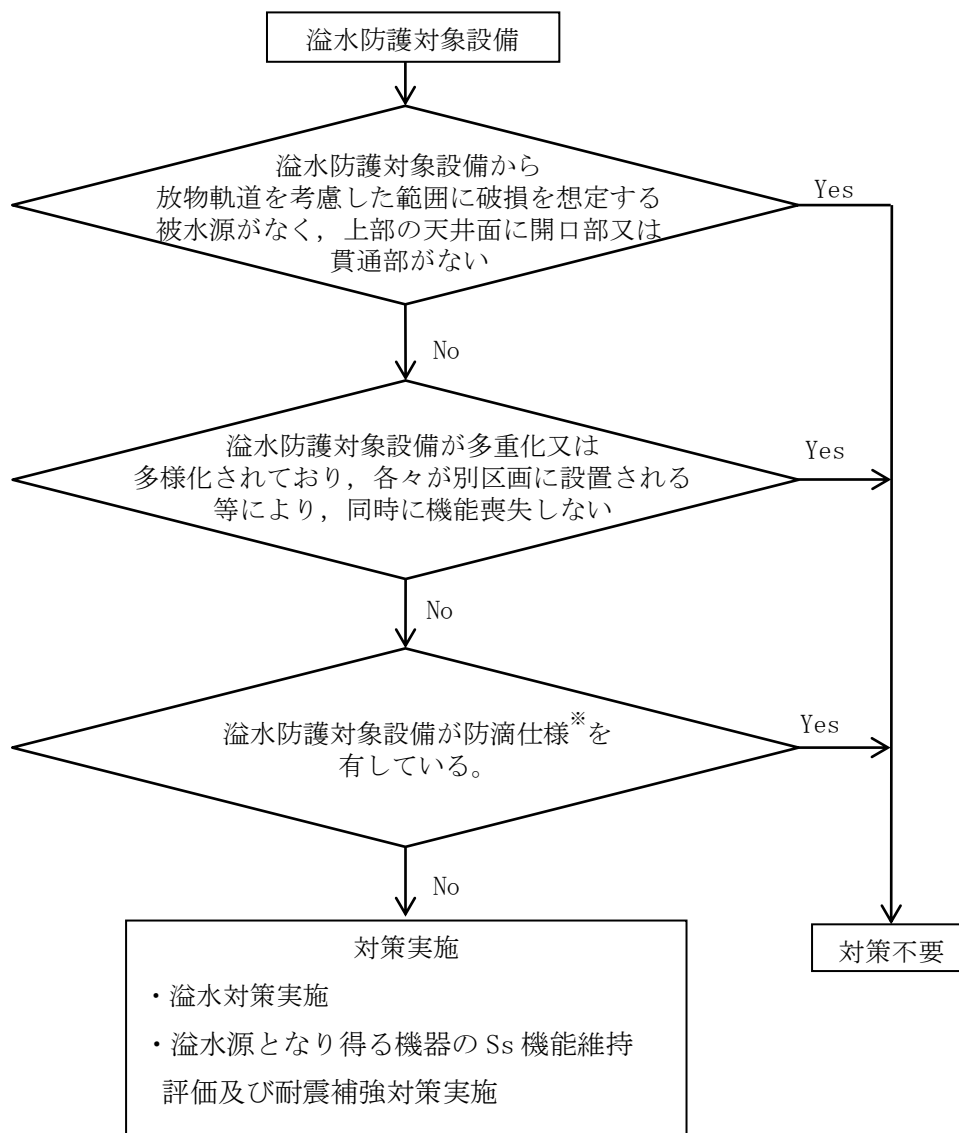 溢水防護対象設備
溢水防護対象設備から
放物軌道を考慮した範囲に破損を想定する
被水源がなく，上部の天井面に開口部又は
貫通部がない
Yes
No
溢水防護対象設備が多重化又は
多様化されており，各々が別区画に設置される
等により，同時に機能喪失しない
Yes
No
溢水防護対象設備が防滴仕様※を
有している。
Yes
No
対策実施
・溢水対策実施
・溢水源となり得る機器の Ss 機能維持
評価及び耐震補強対策実施
対策不要